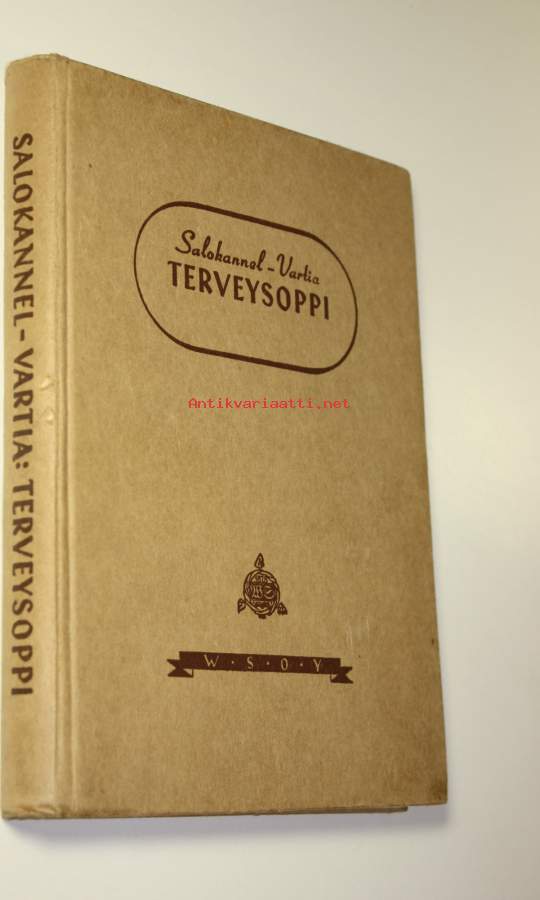 SALOKANNEL - VARTIA: TERVEYSOPPI
Salokannel - Vartia
TERVEYSOPPI
Antikvariaatti.net
W · S · O · Y